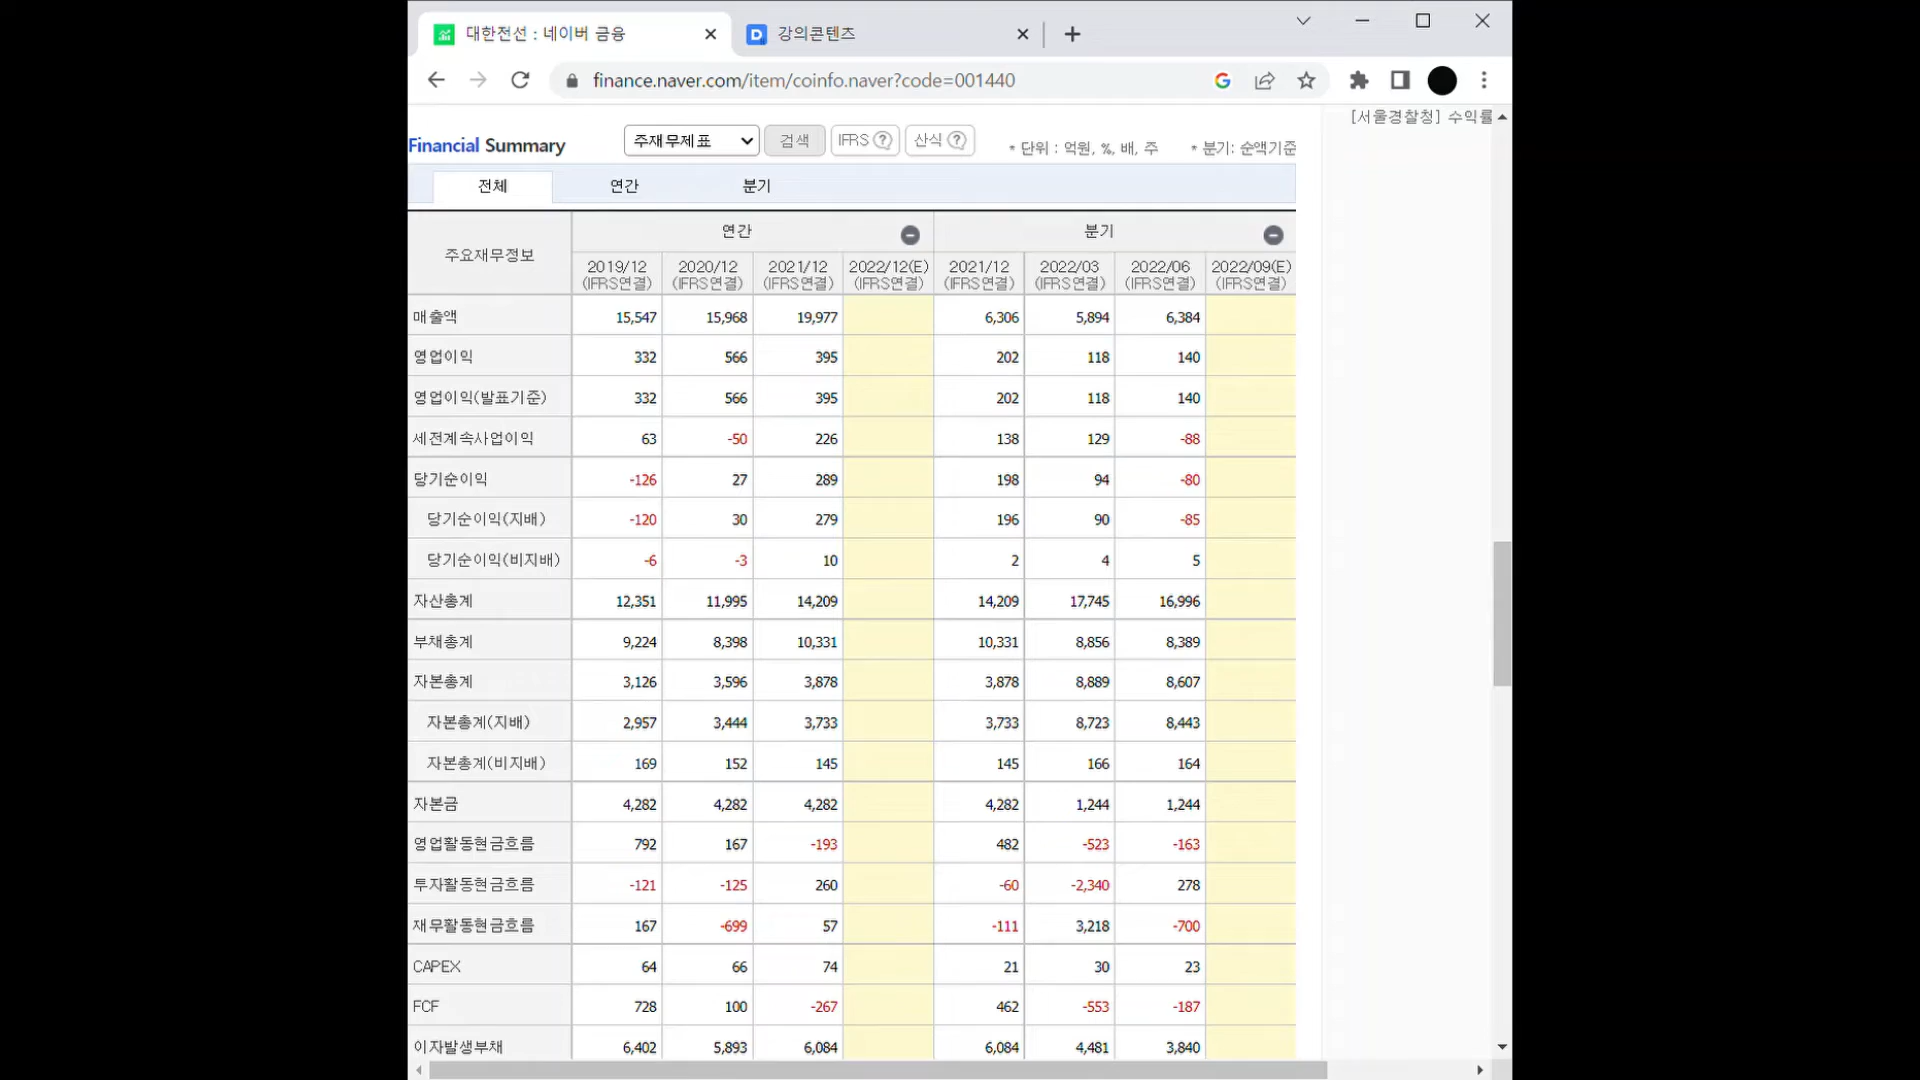 대한전선 : 네이버 금융
강의콘텐츠
finance.naver.com/item/coinfo.naver?code=001440
[서울경찰청] 수익률
Financial Summary 주재무제표 검색 IFRS ? 산식 ? * 단위 : 억원, %, 배, 주 * 분기: 순액기준
전체 연간 분기
주요재무정보 연간 분기
2019/12 2020/12 2021/12 2022/12(E) 2021/12 2022/03 2022/06 2022/09(E)
(IFRS연결) (IFRS연결) (IFRS연결) (IFRS연결) (IFRS연결) (IFRS연결) (IFRS연결) (IFRS연결)
매출액 15,547 15,968 19,977 6,306 5,894 6,384
영업이익 332 566 395 202 118 140
영업이익(발표기준) 332 566 395 202 118 140
세전계속사업이익 63 -50 226 138 129 -88
당기순이익 -126 27 289 198 94 -80
당기순이익(지배) -120 30 279 196 90 -85
당기순이익(비지배) -6 -3 10 2 4 5
자산총계 12,351 11,995 14,209 14,209 17,745 16,996
부채총계 9,224 8,398 10,331 10,331 8,856 8,389
자본총계 3,126 3,596 3,878 3,878 8,889 8,607
자본총계(지배) 2,957 3,444 3,733 3,733 8,723 8,443
자본총계(비지배) 169 152 145 145 166 164
자본금 4,282 4,282 4,282 4,282 1,244 1,244
영업활동현금흐름 792 167 -193 482 -523 -163
투자활동현금흐름 -121 -125 260 -60 -2,340 278
재무활동현금흐름 167 -699 57 -111 3,218 -700
CAPEX 64 66 74 21 30 23
FCF 728 100 -267 462 -553 -187
이자발생부채 6,402 5,893 6,084 6,084 4,481 3,840